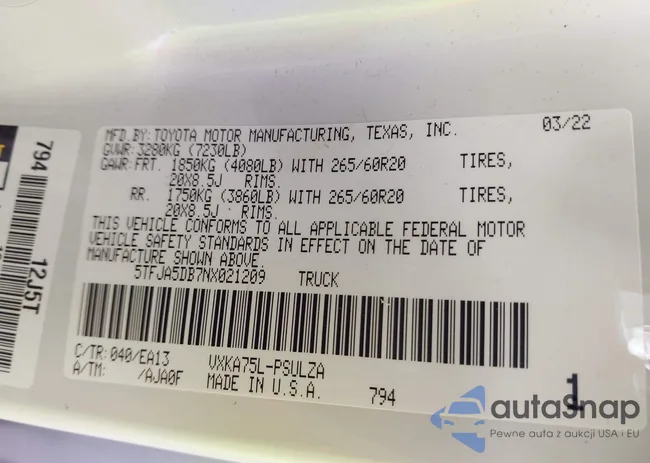 MFD.BY:TOYOTA MOTOR MANUFACTURING, TEXAS, INC. 03/22
GVWR:3280KG (7230LB)
GAWR:FRT. 1850KG (4080LB) WITH 265/60R20 TIRES,
20X8.5J RIMS.
RR. 1750KG (3860LB) WITH 265/60R20 TIRES,
20X8.5J RIMS.
THIS VEHICLE CONFORMS TO ALL APPLICABLE FEDERAL MOTOR
VEHICLE SAFETY STANDARDS IN EFFECT ON THE DATE OF
MANUFACTURE SHOWN ABOVE.
5TFJA5DB7NX021209 TRUCK
C/TR:040/EA13 VXKA75L-PSULZA
A/TM: /AJA0F MADE IN U.S.A. 794 1
794 12J5T
autoSnap
Pewne auta z aukcji USA i EU